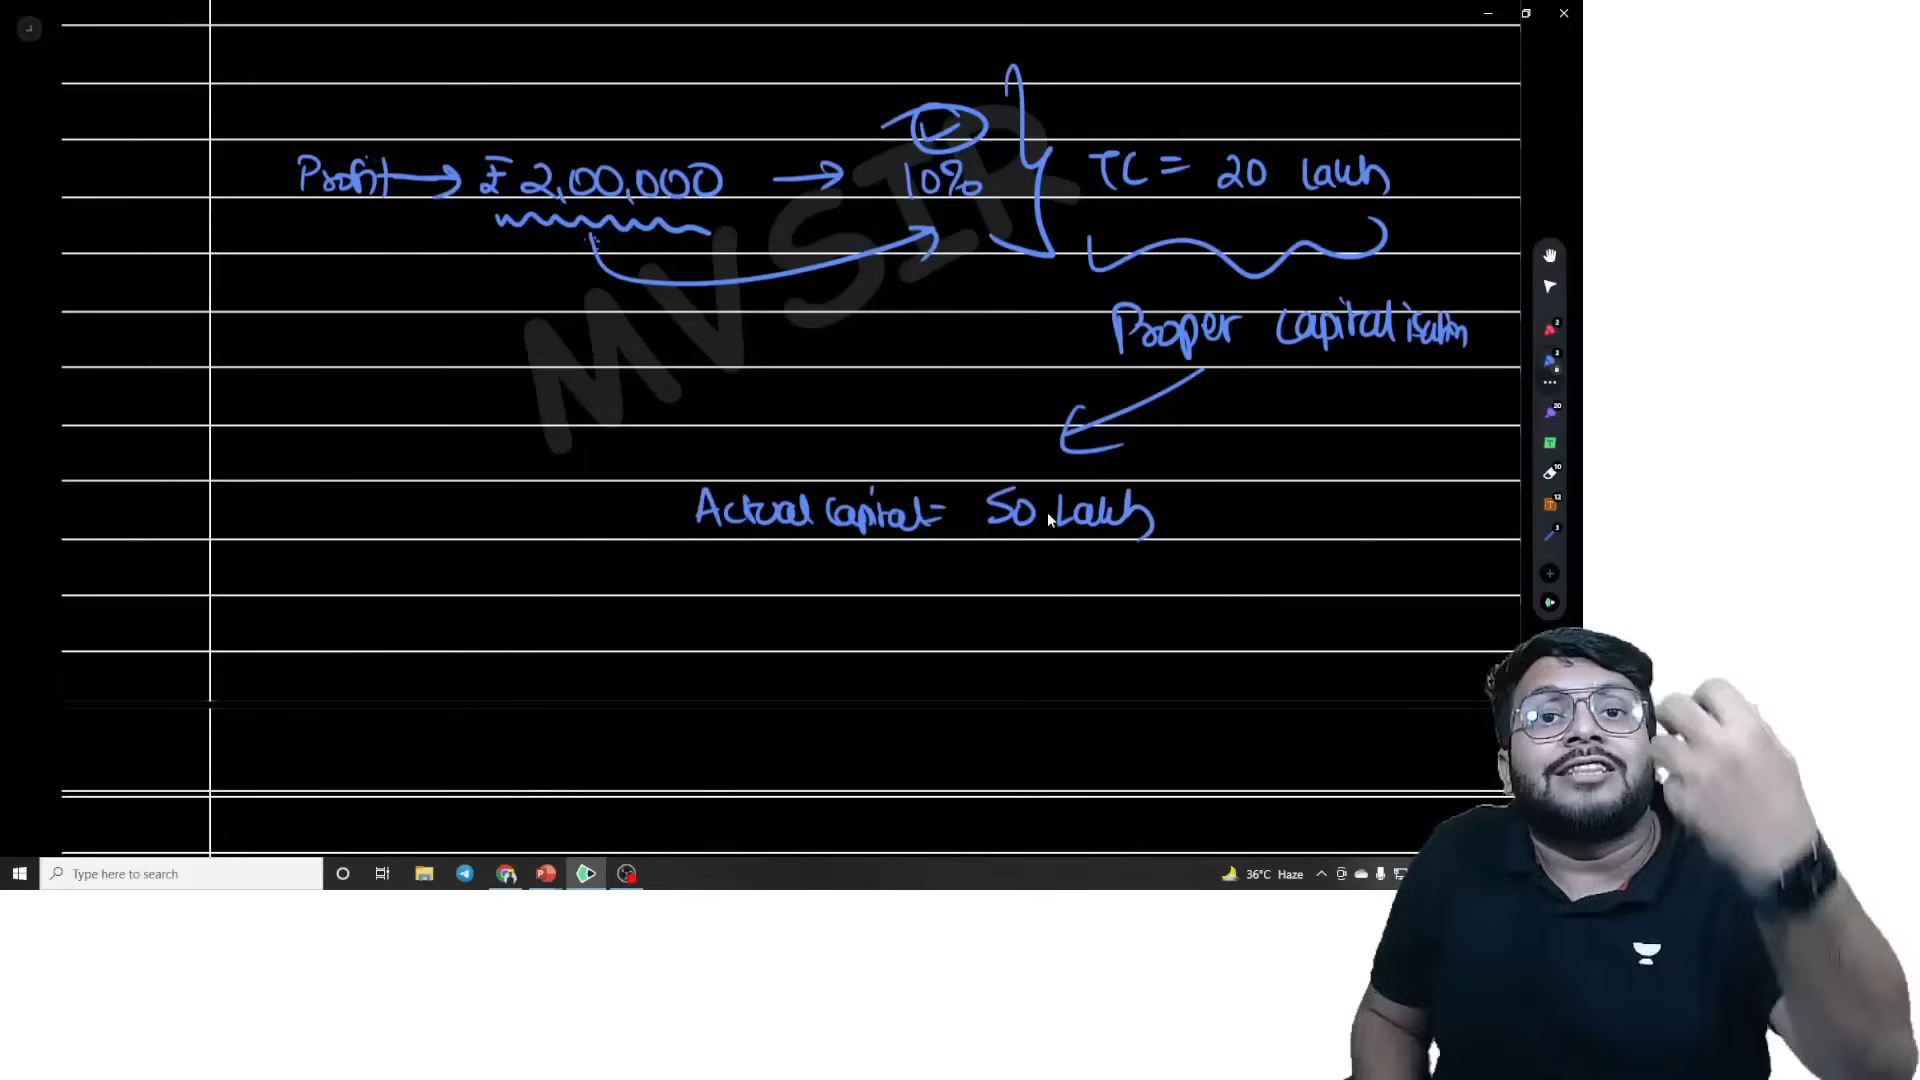 Profit → ₹ 2,00,000 → 10% TC = 20 Lakh
Proper Capitalisation
Actual Capital = 50 Lakh
MVSIR
Type here to search
36°C Haze